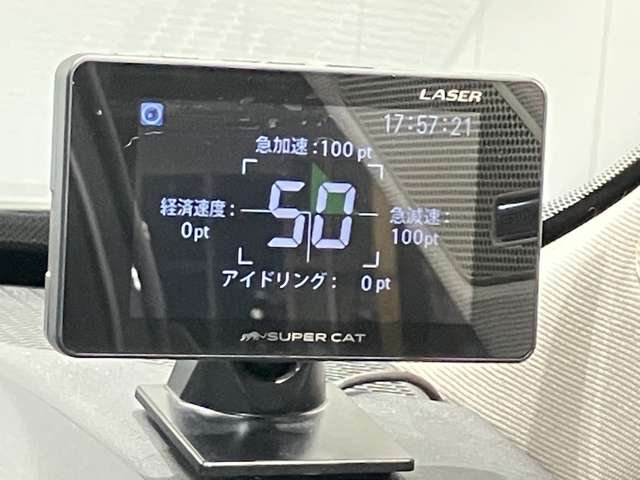 LASER
17:57:21
急加速:100pt
経済速度:
0pt
50
急減速:
100pt
アイドリング: 0pt
SUPER CAT